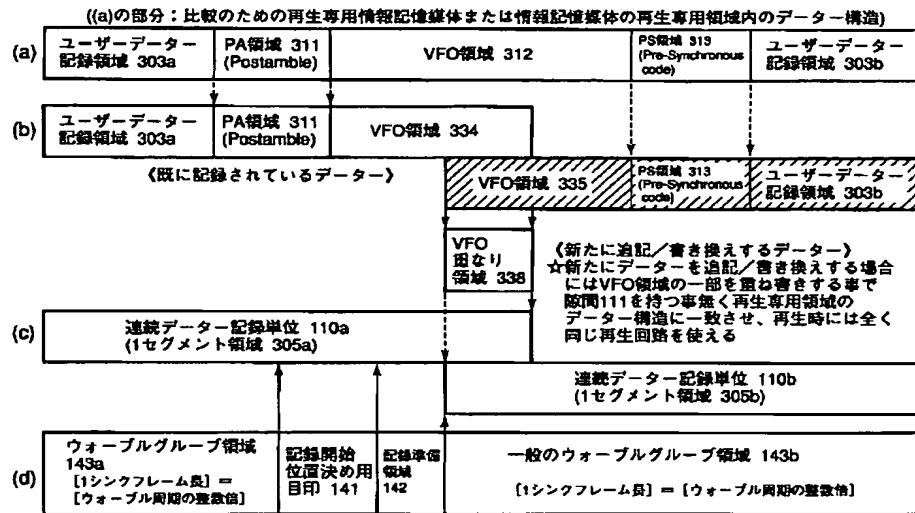 ((a)の部分:比較のための再生専用情報記憶媒体または情報記憶媒体の再生専用領域内のデーター構造)
(a)
ユーザーデーター
記録領域 303a
PA領域 311
(Postamble)
VFO領域 312
PS領域 313
(Pre-Synchronous
code)
ユーザーデーター
記録領域 303b
(b)
ユーザーデーター
記録領域 303a
PA領域 311
(Postamble)
VFO領域 334
《既に記録されているデーター》
VFO領域 335
PS領域 313
(Pre-Synchronous
code)
ユーザーデーター
記録領域 303b
VFO
重なり
領域 338
《新たに追記/書き換えするデーター》
☆新たにデーターを追記/書き換えする場合
にはVFO領域の一部を重ね書きする事で
隙間111を持つ事無く再生専用領域の
データー構造に一致させ、再生時には全く
同じ再生回路を使える
(c)
連続データー記録単位 110a
(1セグメント領域 305a)
連続データー記録単位 110b
(1セグメント領域 305b)
(d)
ウォーブルグループ領域
143a
[1シンクフレーム長] =
[ウォーブル周期の整数倍]
記録開始
位置決め用
目印 141
記録準備
領域
142
一般のウォーブルグループ領域 143b
[1シンクフレーム長] = [ウォーブル周期の整数倍]